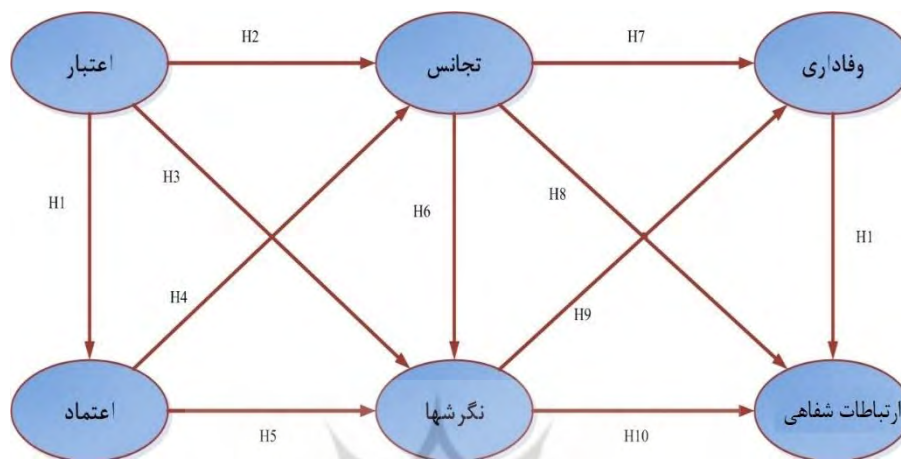 اعتبار
H2
تجانس
H7
وفاداری
H1
H3
H4
H6
H8
H9
H1
اعتماد
H5
نگرشها
H10
ارتباطات شفاهی